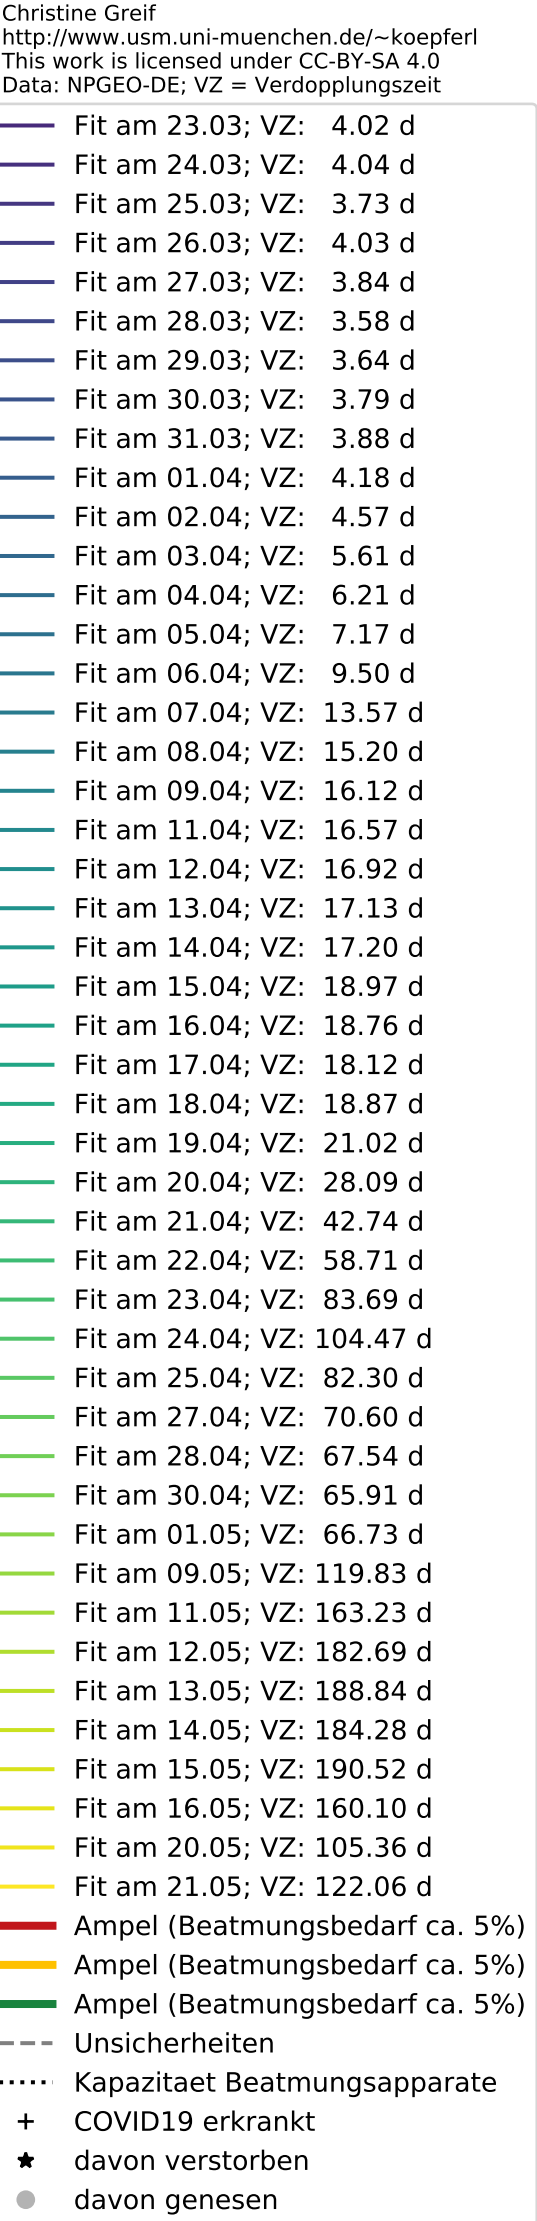 Christine Greif
http://www.usm.uni-muenchen.de/~koepferl
This work is licensed under CC-BY-SA 4.0
Data: NPGEO-DE; VZ = Verdopplungszeit
Fit am 23.03; VZ: 4.02 d
Fit am 24.03; VZ: 4.04 d
Fit am 25.03; VZ: 3.73 d
Fit am 26.03; VZ: 4.03 d
Fit am 27.03; VZ: 3.84 d
Fit am 28.03; VZ: 3.58 d
Fit am 29.03; VZ: 3.64 d
Fit am 30.03; VZ: 3.79 d
Fit am 31.03; VZ: 3.88 d
Fit am 01.04; VZ: 4.18 d
Fit am 02.04; VZ: 4.57 d
Fit am 03.04; VZ: 5.61 d
Fit am 04.04; VZ: 6.21 d
Fit am 05.04; VZ: 7.17 d
Fit am 06.04; VZ: 9.50 d
Fit am 07.04; VZ: 13.57 d
Fit am 08.04; VZ: 15.20 d
Fit am 09.04; VZ: 16.12 d
Fit am 11.04; VZ: 16.57 d
Fit am 12.04; VZ: 16.92 d
Fit am 13.04; VZ: 17.13 d
Fit am 14.04; VZ: 17.20 d
Fit am 15.04; VZ: 18.97 d
Fit am 16.04; VZ: 18.76 d
Fit am 17.04; VZ: 18.12 d
Fit am 18.04; VZ: 18.87 d
Fit am 19.04; VZ: 21.02 d
Fit am 20.04; VZ: 28.09 d
Fit am 21.04; VZ: 42.74 d
Fit am 22.04; VZ: 58.71 d
Fit am 23.04; VZ: 83.69 d
Fit am 24.04; VZ: 104.47 d
Fit am 25.04; VZ: 82.30 d
Fit am 27.04; VZ: 70.60 d
Fit am 28.04; VZ: 67.54 d
Fit am 30.04; VZ: 65.91 d
Fit am 01.05; VZ: 66.73 d
Fit am 09.05; VZ: 119.83 d
Fit am 11.05; VZ: 163.23 d
Fit am 12.05; VZ: 182.69 d
Fit am 13.05; VZ: 188.84 d
Fit am 14.05; VZ: 184.28 d
Fit am 15.05; VZ: 190.52 d
Fit am 16.05; VZ: 160.10 d
Fit am 20.05; VZ: 105.36 d
Fit am 21.05; VZ: 122.06 d
Ampel (Beatmungsbedarf ca. 5%)
Ampel (Beatmungsbedarf ca. 5%)
Ampel (Beatmungsbedarf ca. 5%)
Unsicherheiten
Kapazitaet Beatmungsapparate
COVID19 erkrankt
davon verstorben
davon genesen